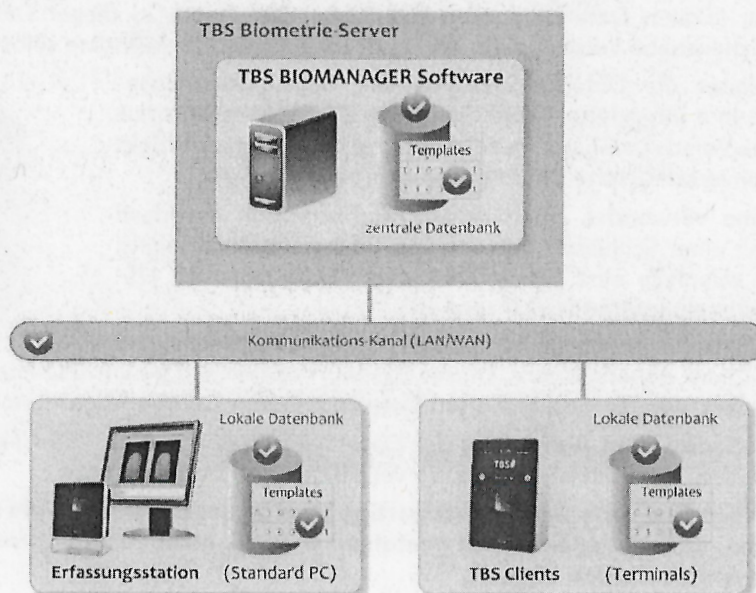 TBS Biometrie-Server
TBS BIOMANAGER Software
Templates
zentrale Datenbank
Kommunikations-Kanal (LAN/WAN)
Lokale Datenbank
Templates
Erfassungsstation (Standard PC)
Lokale Datenbank
TBS
Templates
TBS Clients (Terminals)